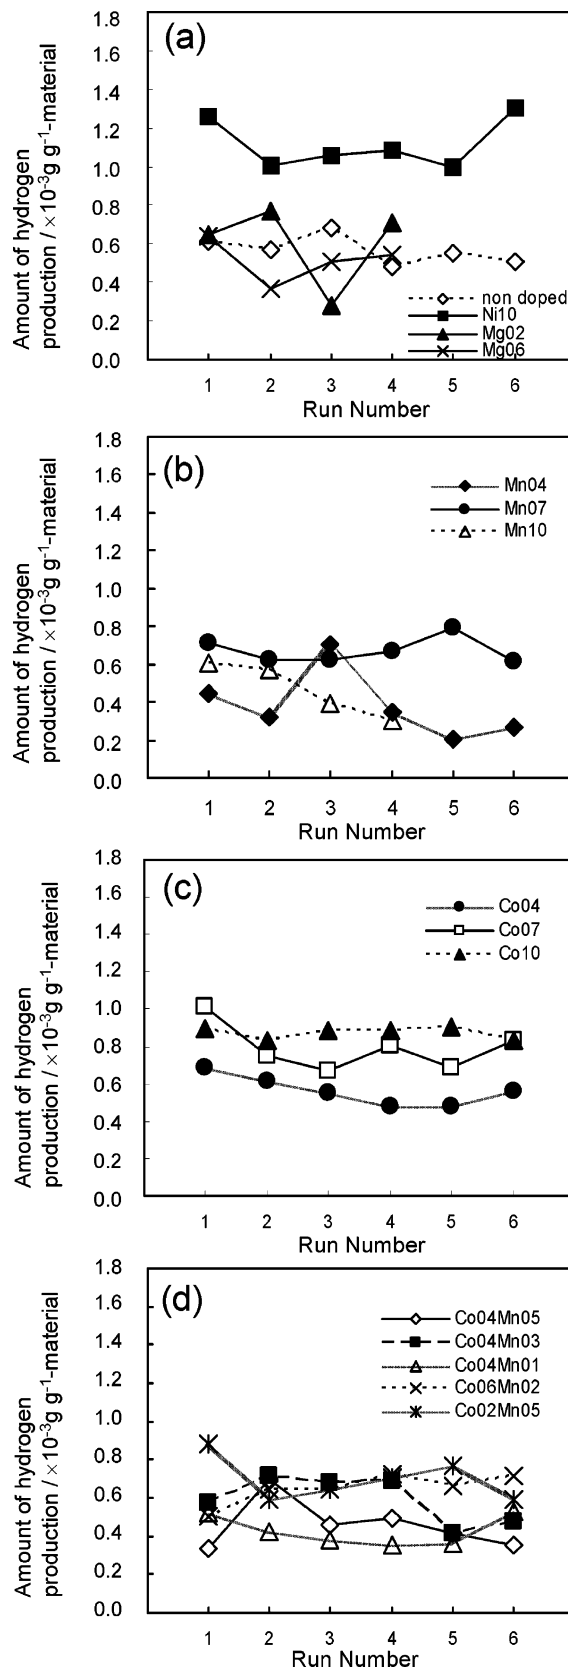 (a)
1.8
1.6
1.4
1.2
1.0
0.8
0.6
0.4
0.2
0.0
Amount of hydrogen
production / ×10⁻³g g⁻¹-material
non doped
Ni10
Mg02
Mg06
1 2 3 4 5 6
Run Number
(b)
1.8
1.6
1.4
1.2
1.0
0.8
0.6
0.4
0.2
0.0
Amount of hydrogen
production / ×10⁻³g g⁻¹-material
Mn04
Mn07
Mn10
1 2 3 4 5 6
Run Number
(c)
1.8
1.6
1.4
1.2
1.0
0.8
0.6
0.4
0.2
0.0
Amount of hydrogen
production / ×10⁻³g g⁻¹-material
Co04
Co07
Co10
1 2 3 4 5 6
Run Number
(d)
1.8
1.6
1.4
1.2
1.0
0.8
0.6
0.4
0.2
0.0
Amount of hydrogen
production / ×10⁻³g g⁻¹-material
Co04Mn05
Co04Mn03
Co04Mn01
Co06Mn02
Co02Mn05
1 2 3 4 5 6
Run Number